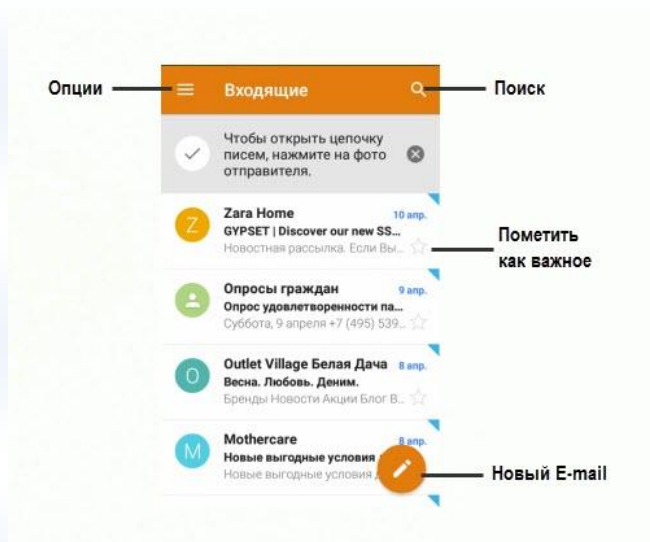 Опции
Входящие
Поиск
Чтобы открыть цепочку
писем, нажмите на фото
отправителя.
Z
Zara Home 10 апр.
GYPSET | Discover our new SS...
Новостная рассылка. Если Вы...
Пометить
как важное
Опросы граждан 9 апр.
Опрос удовлетворенности па...
Суббота, 9 апреля +7 (495) 539...
O
Outlet Village Белая Дача 8 апр.
Весна. Любовь. Деним.
Бренды Новости Акции Блог В...
M
Mothercare 8 апр.
Новые выгодные условия
Новые выгодные условия
Новый E-mail